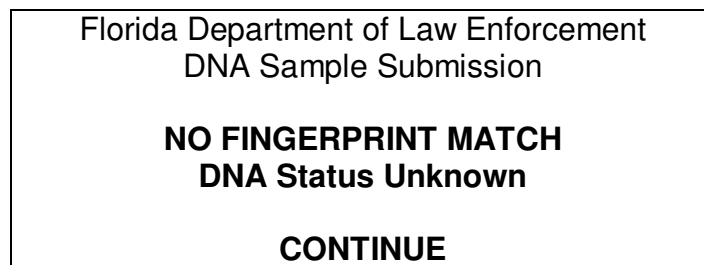 Florida Department of Law Enforcement
DNA Sample Submission
NO FINGERPRINT MATCH
DNA Status Unknown
CONTINUE